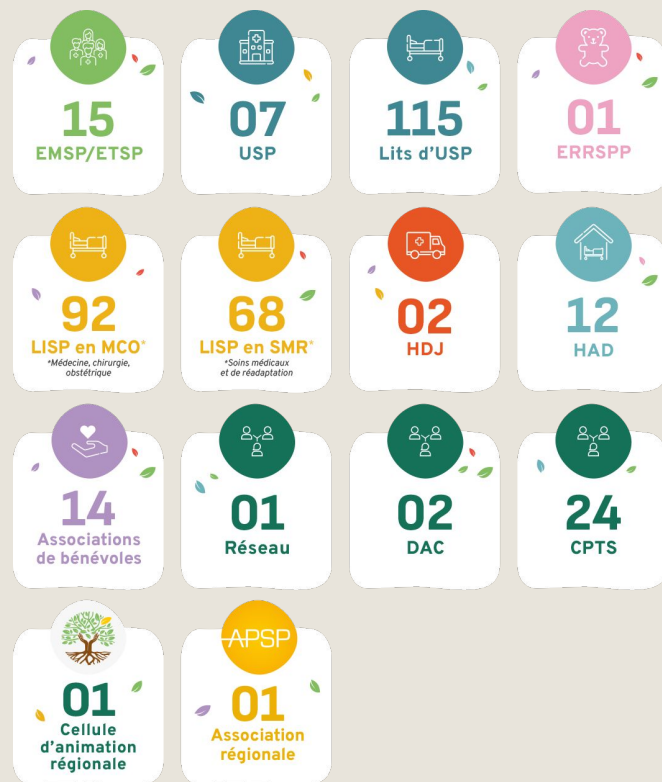 15
EMSP/ETSP
07
USP
115
Lits d'USP
01
ERRSPP
92
LISP en MCO*
*Médecine, chirurgie,
obstétrique
68
LISP en SMR*
*Soins médicaux
et de réadaptation
02
HDJ
12
HAD
14
Associations
de bénévoles
01
Réseau
02
DAC
24
CPTS
01
Cellule
d'animation
régionale
APSP
01
Association
régionale